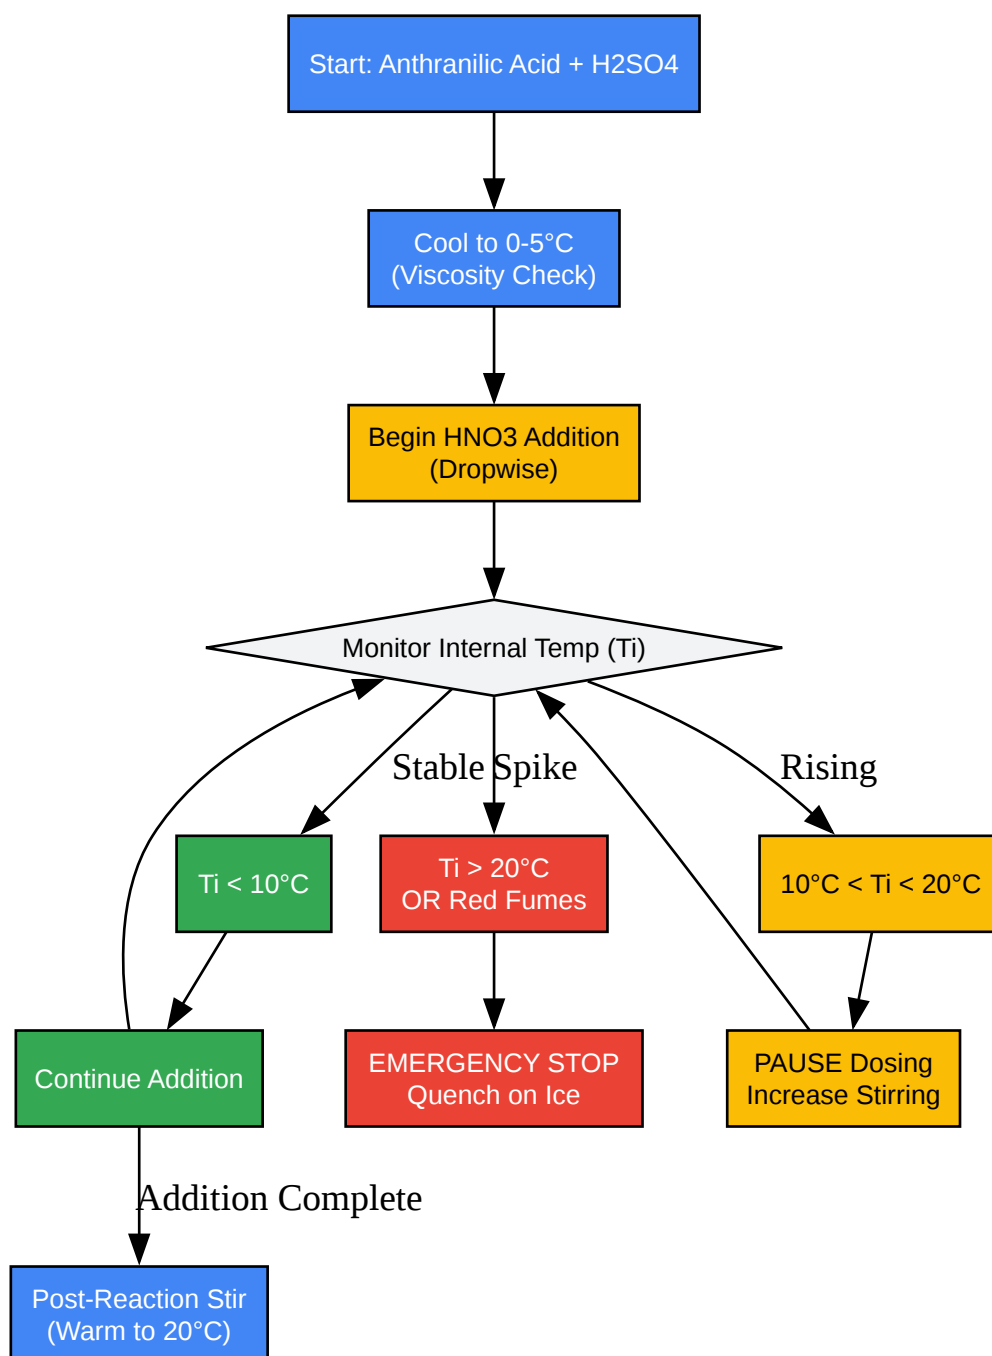 Start: Anthranilic Acid + H2SO4
Cool to 0-5°C
(Viscosity Check)
Begin HNO3 Addition
(Dropwise)
Monitor Internal Temp (Ti)
Stable
Spike
Rising
Ti < 10°C
Ti > 20°C
OR Red Fumes
10°C < Ti < 20°C
Continue Addition
EMERGENCY STOP
Quench on Ice
PAUSE Dosing
Increase Stirring
Addition Complete
Post-Reaction Stir
(Warm to 20°C)